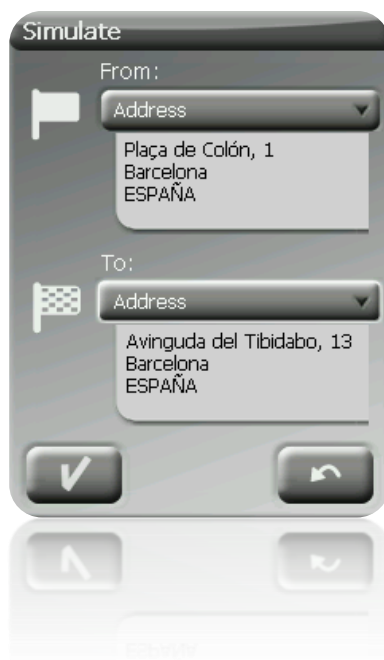 Simulate
From:
Address
Plaça de Colón, 1
Barcelona
ESPAÑA
To:
Address
Avinguda del Tibidabo, 13
Barcelona
ESPAÑA